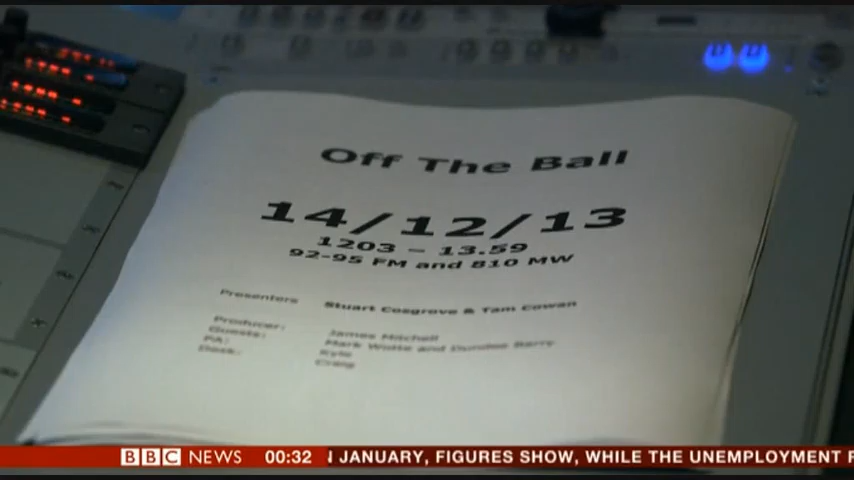 Off The Ball
14/12/13
1203 – 13.59
92-95 FM and 810 MW
Presenters Stuart Cosgrove & Tam Cowan
Producer: James Mitchell
Guests: Mark Wotte and Dundee Barry
PA: Kyle
Desk: Craig
BBC NEWS 00:32 N JANUARY, FIGURES SHOW, WHILE THE UNEMPLOYMENT